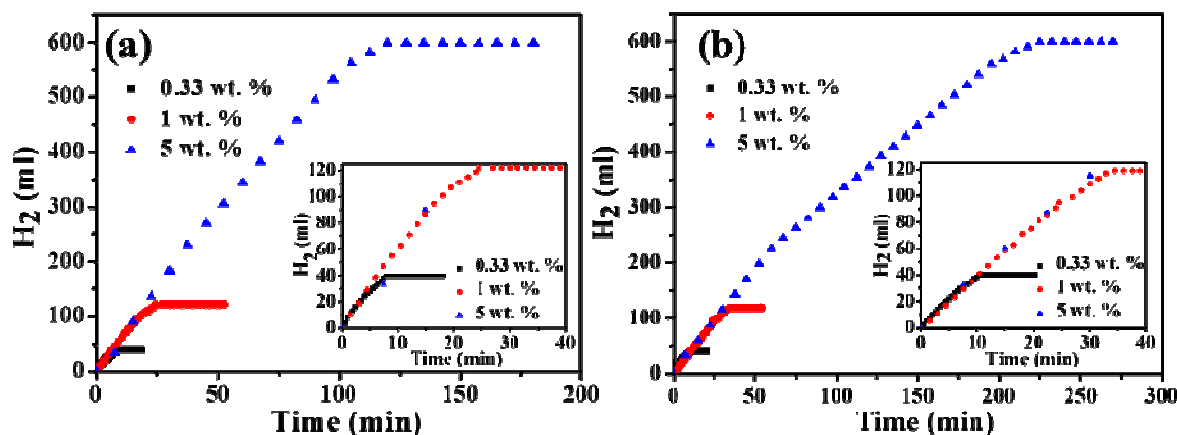 (a)
0.33 wt. %
1 wt. %
5 wt. %
H2 (ml)
600
500
400
300
200
100
0
0 50 100 150 200
Time (min)
H2 (ml)
120
100
80
60
40
20
0
0.33 wt. %
1 wt. %
5 wt. %
0 10 20 30 40
Time (min)
(b)
0.33 wt. %
1 wt. %
5 wt. %
H2 (ml)
600
500
400
300
200
100
0
0 50 100 150 200 250 300
Time (min)
H2 (ml)
120
100
80
60
40
20
0
0.33 wt. %
1 wt. %
5 wt. %
0 10 20 30 40
Time (min)